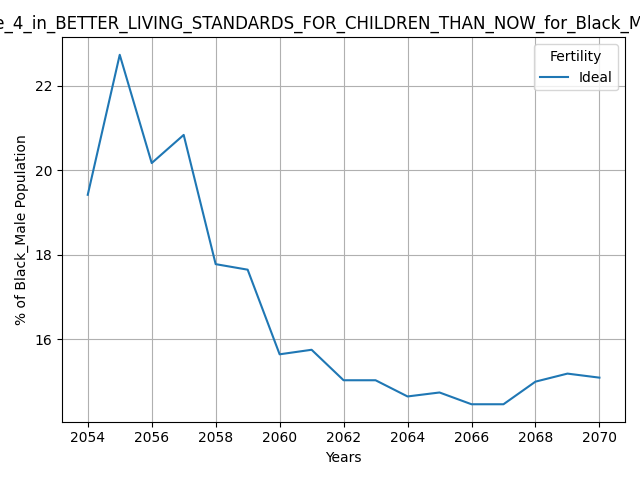 e_4_in_BETTER_LIVING_STANDARDS_FOR_CHILDREN_THAN_NOW_for_Black_M
Fertility
Ideal
% of Black_Male Population
22
20
18
16
2054 2056 2058 2060 2062 2064 2066 2068 2070
Years